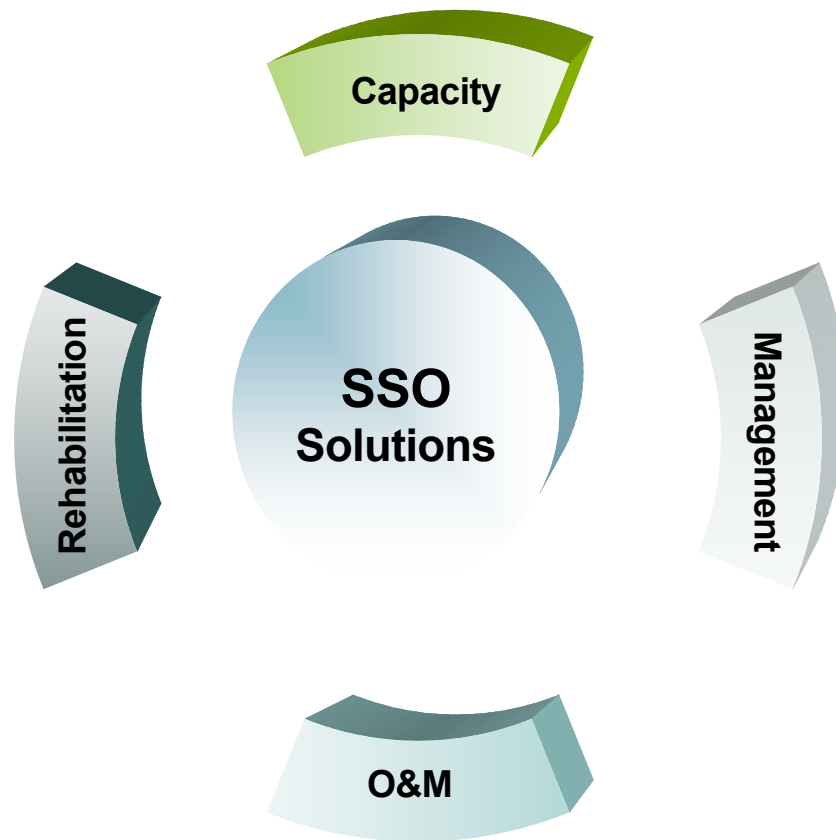 Capacity
Rehabilitation
SSO
Solutions
Management
O&M